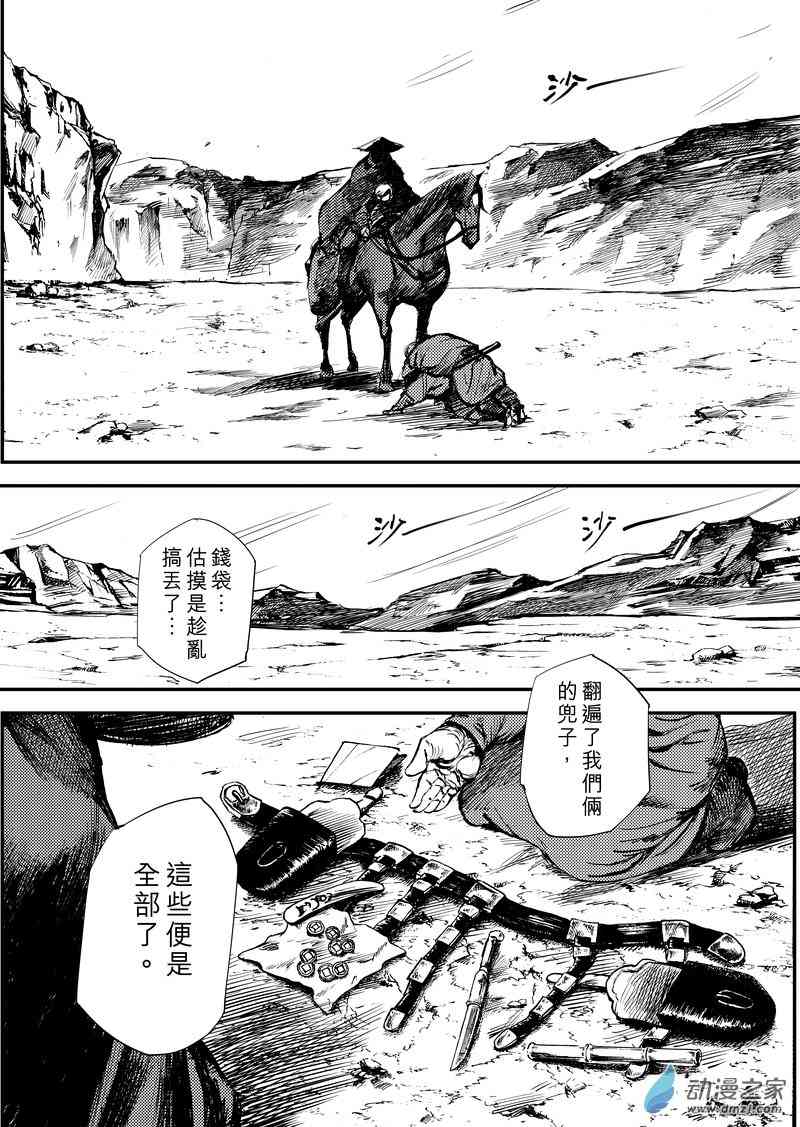 沙
沙
沙
錢袋…
估摸是趁亂
搞丟了…
翻遍了我們倆
的兜子，
這些便是
全部了。
动漫之家
www.dmzj.com